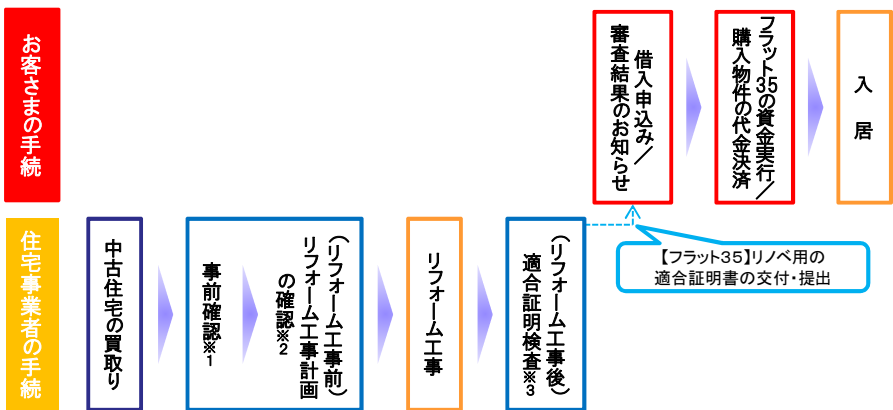 お客さまの手続
借入申込み／
審査結果のお知らせ
フラット35の資金実行／
購入物件の代金決済
入居
住宅事業者の手続
中古住宅の買取り
事前確認※1
（リフォーム工事前）
リフォーム工事計画
の確認※2
リフォーム工事
（リフォーム工事後）
適合証明検査※3
【フラット３５】リノベ用の
適合証明書の交付・提出